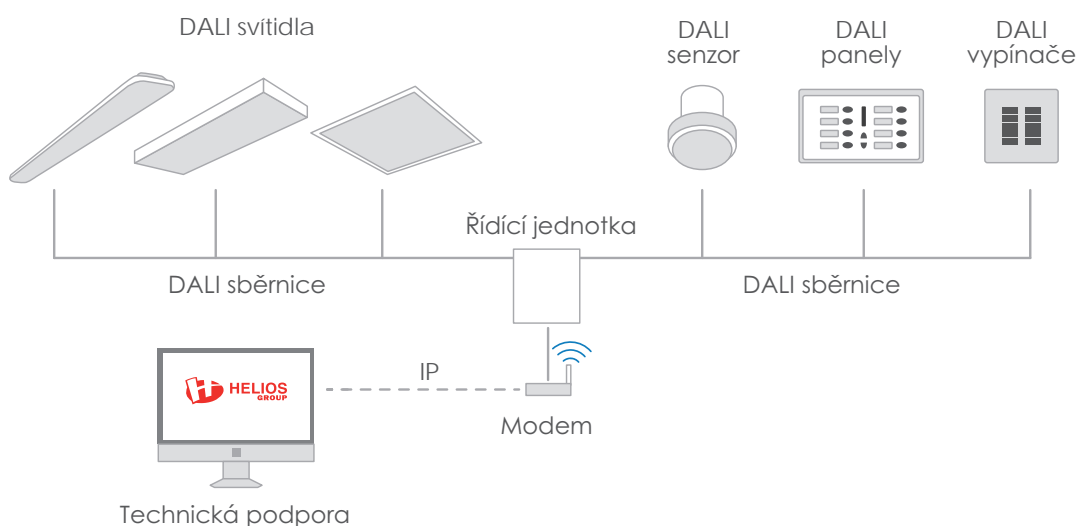 DALI svítidla
DALI
senzor
DALI
panely
DALI
vypínače
Řídící jednotka
DALI sběrnice
DALI sběrnice
IP
HELIOS
GROUP
Modem
Technická podpora